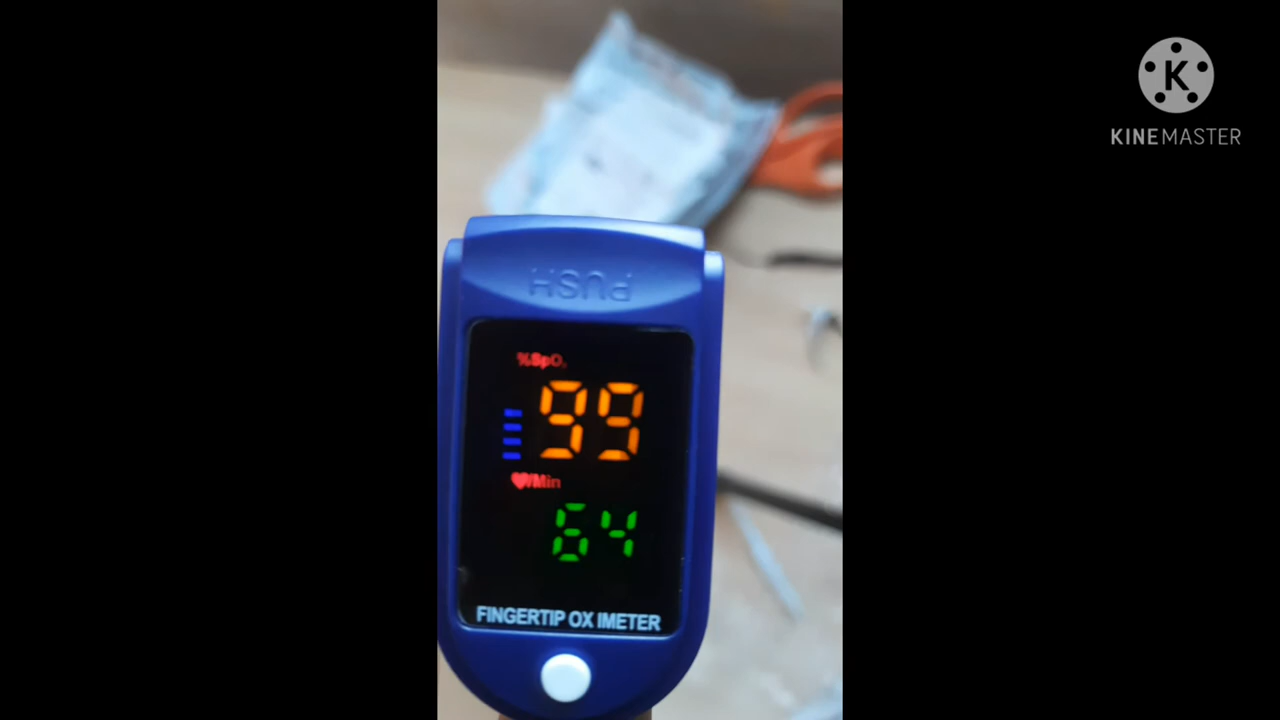 K
KINEMASTER
PUSH
%SpO₂
99
♥/Min
64
FINGERTIP OX IMETER